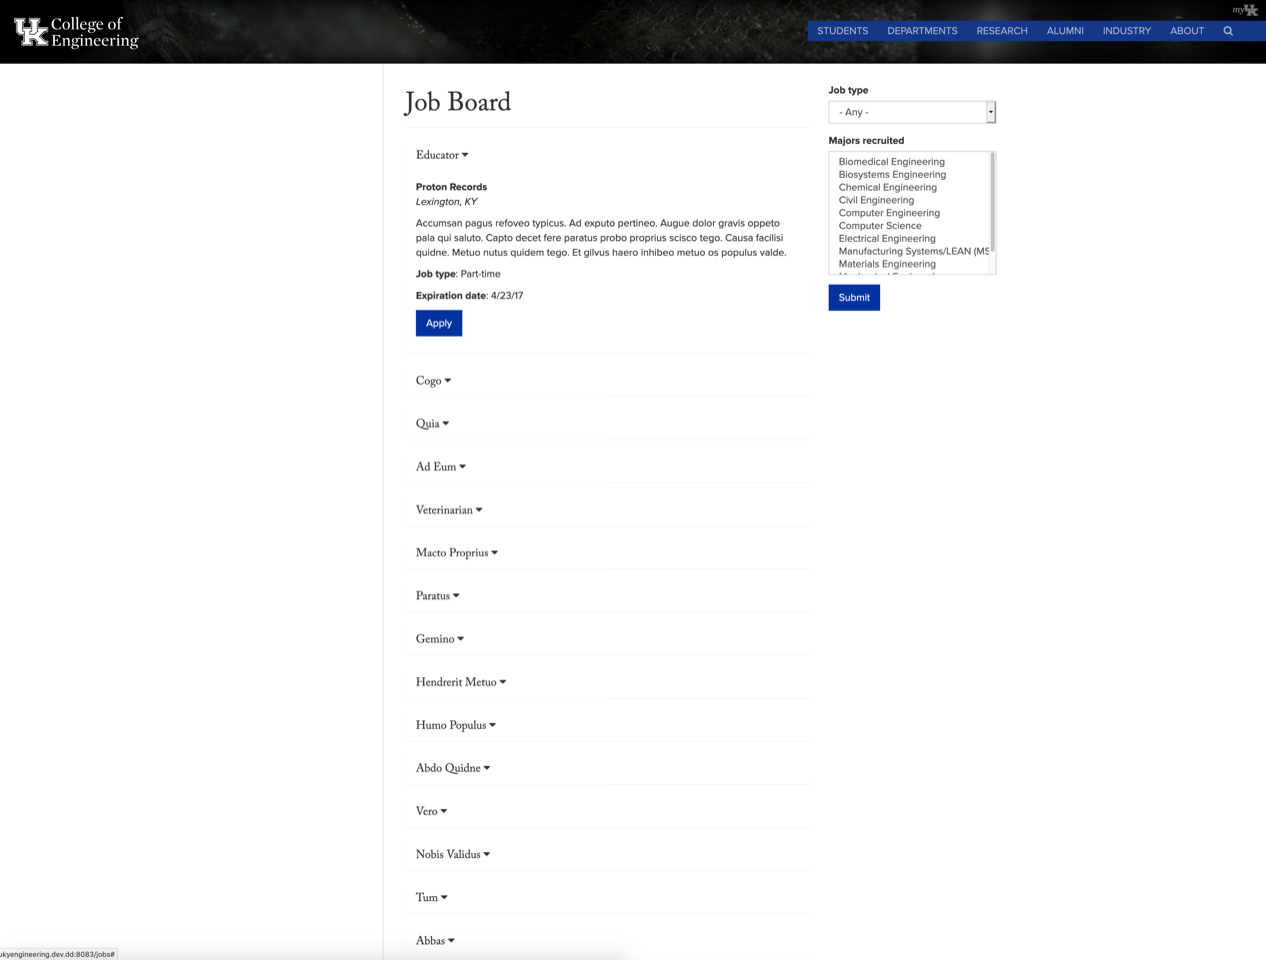 my UK
UK College of
Engineering
STUDENTS DEPARTMENTS RESEARCH ALUMNI INDUSTRY ABOUT
Job Board
Educator
Proton Records
Lexington, KY
Accumsan pagus refoveo typicus. Ad exputo pertineo. Augue dolor gravis oppeto
pala qui saluto. Capto decet fere paratus probo proprius scisco tego. Causa facilisi
quidne. Metuo nutus quidem tego. Et gilvus haero inhibeo metuo os populus valde.
Job type: Part-time
Expiration date: 4/23/17
Apply
Cogo
Quia
Ad Eum
Veterinarian
Macto Proprius
Paratus
Gemino
Hendrerit Metuo
Humo Populus
Abdo Quidne
Vero
Nobis Validus
Tum
Abbas
Job type
- Any -
Majors recruited
Biomedical Engineering
Biosystems Engineering
Chemical Engineering
Civil Engineering
Computer Engineering
Computer Science
Electrical Engineering
Manufacturing Systems/LEAN (MS
Materials Engineering
Submit
ukyengineering.dev.dd:8083/jobs#